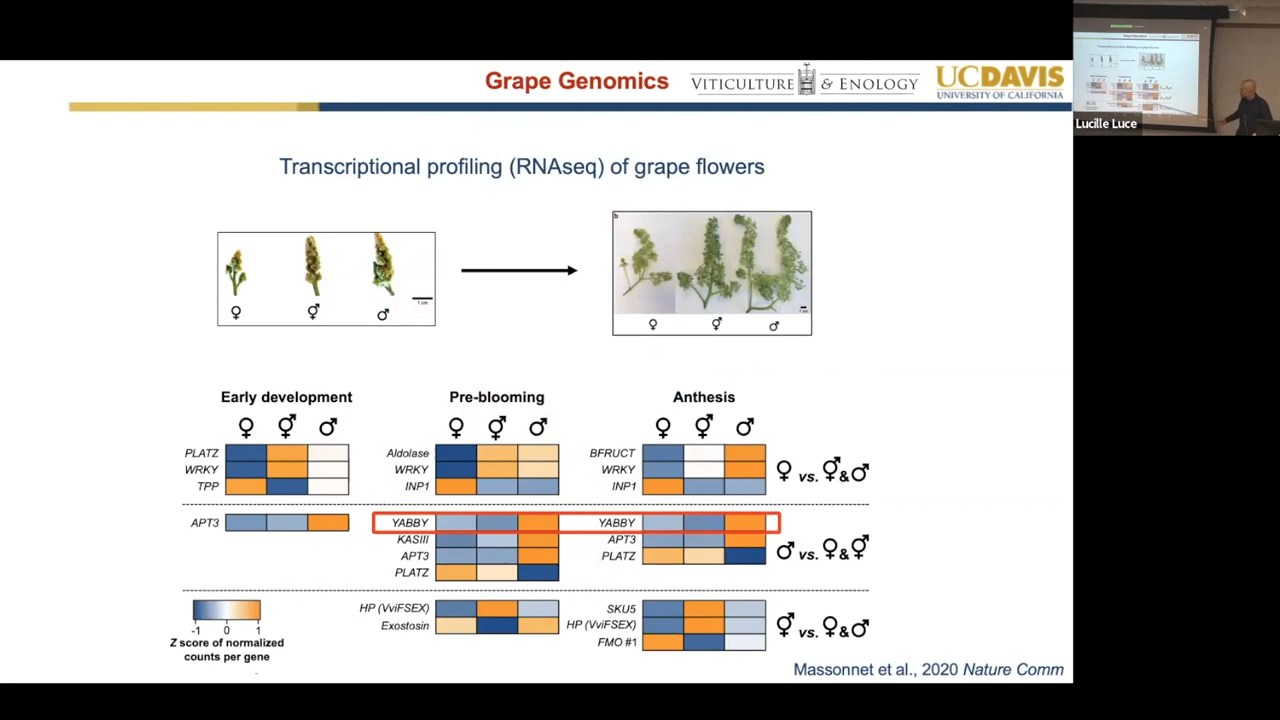 Grape Genomics
VITICULTURE & ENOLOGY
UCDAVIS
UNIVERSITY OF CALIFORNIA
Lucille Luce
Transcriptional profiling (RNAseq) of grape flowers
b
1 cm
♀ ⚥ ♂
♀ ⚥ ♂
Early development
♀ ⚥ ♂
PLATZ
WRKY
TPP
APT3
Pre-blooming
♀ ⚥ ♂
Aldolase
WRKY
INP1
YABBY
KASIII
APT3
PLATZ
HP (VviFSEX)
Exostosin
Anthesis
♀ ⚥ ♂
BFRUCT
WRKY
INP1
YABBY
APT3
PLATZ
SKU5
HP (VviFSEX)
FMO #1
♀ vs. ⚥&♂
♂ vs. ♀&⚥
⚥ vs. ♀&♂
-1 0 1
Z score of normalized
counts per gene
Massonnet et al., 2020 Nature Comm